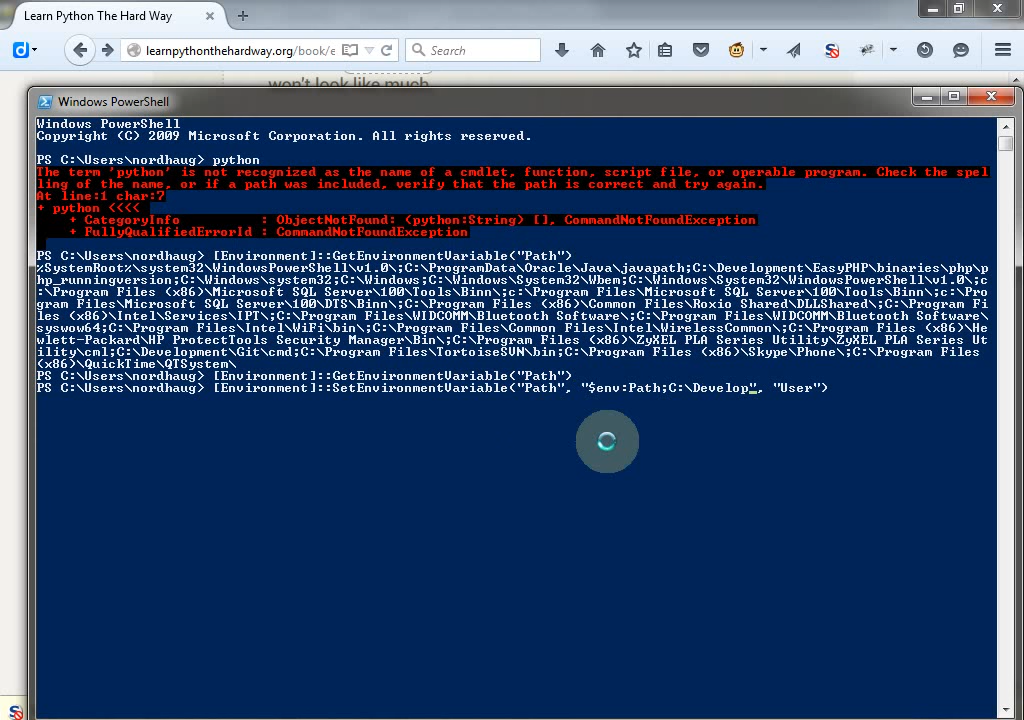 Learn Python The Hard Way
learnpythonthehardway.org/book/e
Search
won't look like much
Windows PowerShell
Windows PowerShell
Copyright (C) 2009 Microsoft Corporation. All rights reserved.
PS C:\Users\nordhaug> python
The term 'python' is not recognized as the name of a cmdlet, function, script file, or operable program. Check the spel
ling of the name, or if a path was included, verify that the path is correct and try again.
At line:1 char:7
+ python <<<<
+ CategoryInfo : ObjectNotFound: (python:String) [], CommandNotFoundException
+ FullyQualifiedErrorId : CommandNotFoundException
PS C:\Users\nordhaug> [Environment]::GetEnvironmentVariable("Path")
%SystemRoot%\system32\WindowsPowerShell\v1.0\;C:\ProgramData\Oracle\Java\javapath;C:\Development\EasyPHP\binaries\php\p
hp_runningversion;C:\Windows\system32;C:\Windows;C:\Windows\System32\Wbem;C:\Windows\System32\WindowsPowerShell\v1.0\;c
:\Program Files (x86)\Microsoft SQL Server\100\Tools\Binn\;c:\Program Files\Microsoft SQL Server\100\Tools\Binn\;c:\Pro
gram Files\Microsoft SQL Server\100\DTS\Binn\;C:\Program Files (x86)\Common Files\Roxio Shared\DLLShared\;C:\Program Fi
les (x86)\Intel\Services\IPT\;C:\Program Files\WIDCOMM\Bluetooth Software\;C:\Program Files\WIDCOMM\Bluetooth Software\
syswow64;C:\Program Files\Intel\WiFi\bin\;C:\Program Files\Common Files\Intel\WirelessCommon\;C:\Program Files (x86)\He
wlett-Packard\HP ProtectTools Security Manager\Bin\;C:\Program Files (x86)\ZyXEL PLA Series Utility\ZyXEL PLA Series Ut
ility\cml;C:\Development\Git\cmd;C:\Program Files\TortoiseSVN\bin;C:\Program Files (x86)\Skype\Phone\;C:\Program Files
(x86)\QuickTime\QTSystem\
PS C:\Users\nordhaug> [Environment]::GetEnvironmentVariable("Path")
PS C:\Users\nordhaug> [Environment]::SetEnvironmentVariable("Path", "$env:Path;C:\Develop", "User")